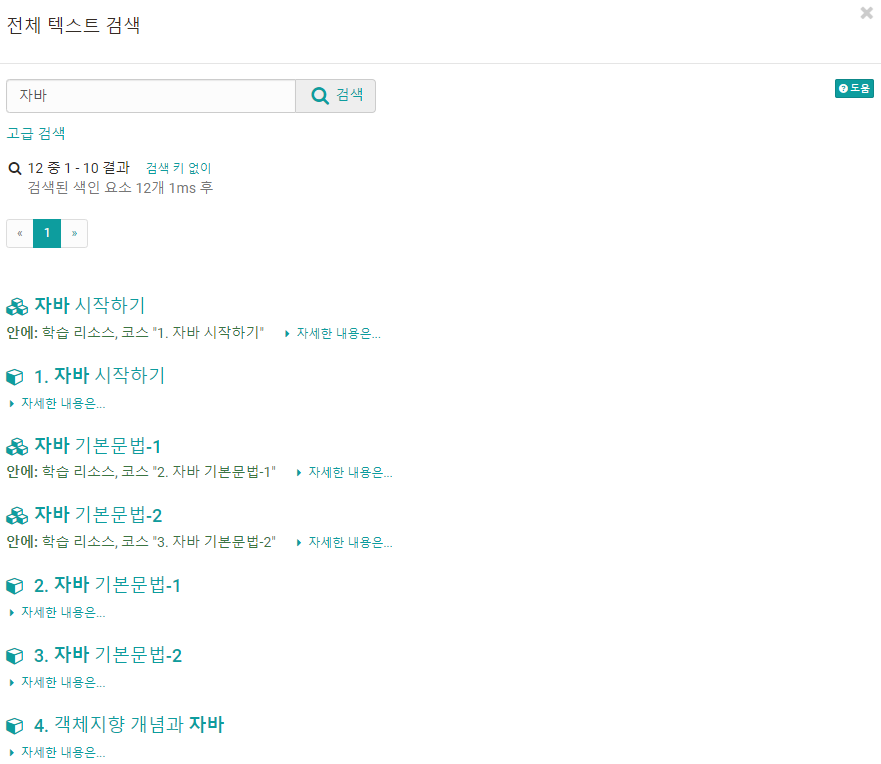 전체 텍스트 검색
×
자바
검색
도움
고급 검색
12 중 1 - 10 결과 검색 키 없이
검색된 색인 요소 12개 1ms 후
« 1 »
자바 시작하기
안에: 학습 리소스, 코스 "1. 자바 시작하기" 자세한 내용은...
1. 자바 시작하기
자세한 내용은...
자바 기본문법-1
안에: 학습 리소스, 코스 "2. 자바 기본문법-1" 자세한 내용은...
자바 기본문법-2
안에: 학습 리소스, 코스 "3. 자바 기본문법-2" 자세한 내용은...
2. 자바 기본문법-1
자세한 내용은...
3. 자바 기본문법-2
자세한 내용은...
4. 객체지향 개념과 자바
자세한 내용은...